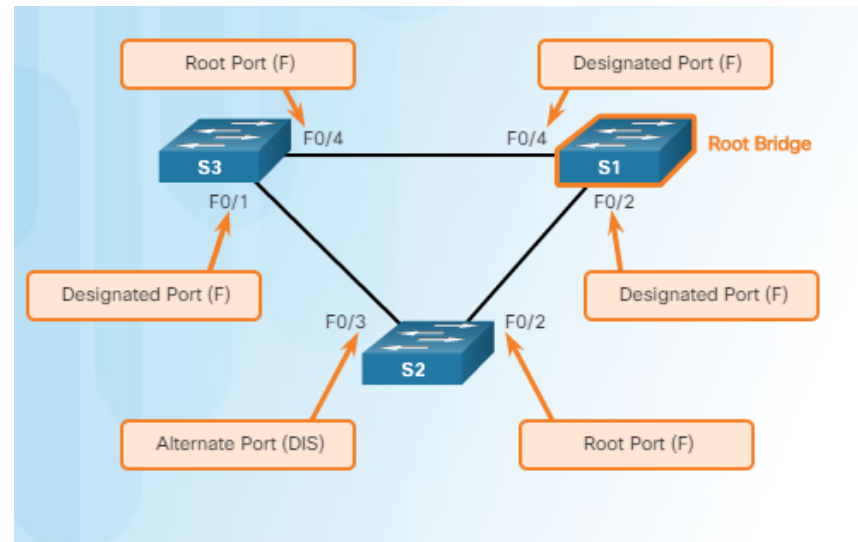 Root Port (F)
Designated Port (F)
F0/4
F0/4
Root Bridge
S3
S1
F0/1
F0/2
Designated Port (F)
Designated Port (F)
F0/3
F0/2
S2
Alternate Port (DIS)
Root Port (F)